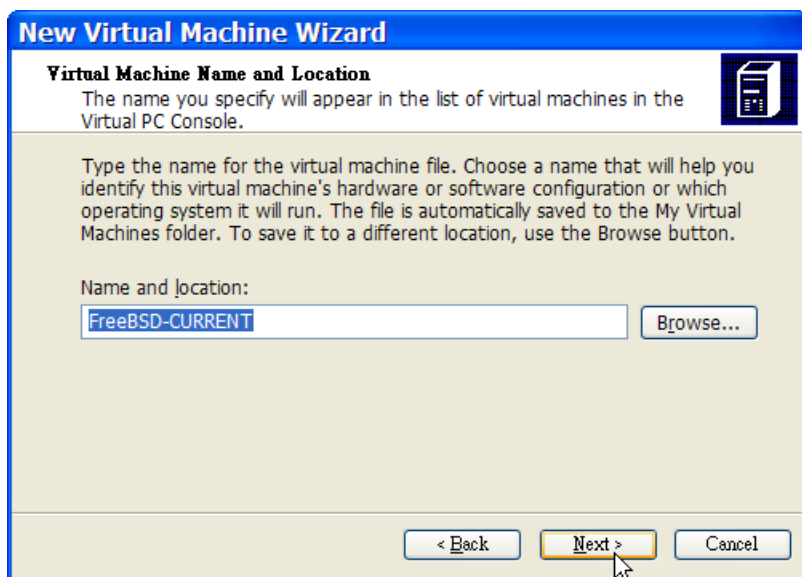 New Virtual Machine Wizard
Virtual Machine Name and Location
The name you specify will appear in the list of virtual machines in the
Virtual PC Console.
Type the name for the virtual machine file. Choose a name that will help you
identify this virtual machine's hardware or software configuration or which
operating system it will run. The file is automatically saved to the My Virtual
Machines folder. To save it to a different location, use the Browse button.
Name and location:
FreeBSD-CURRENT
Browse...
< Back
Next >
Cancel